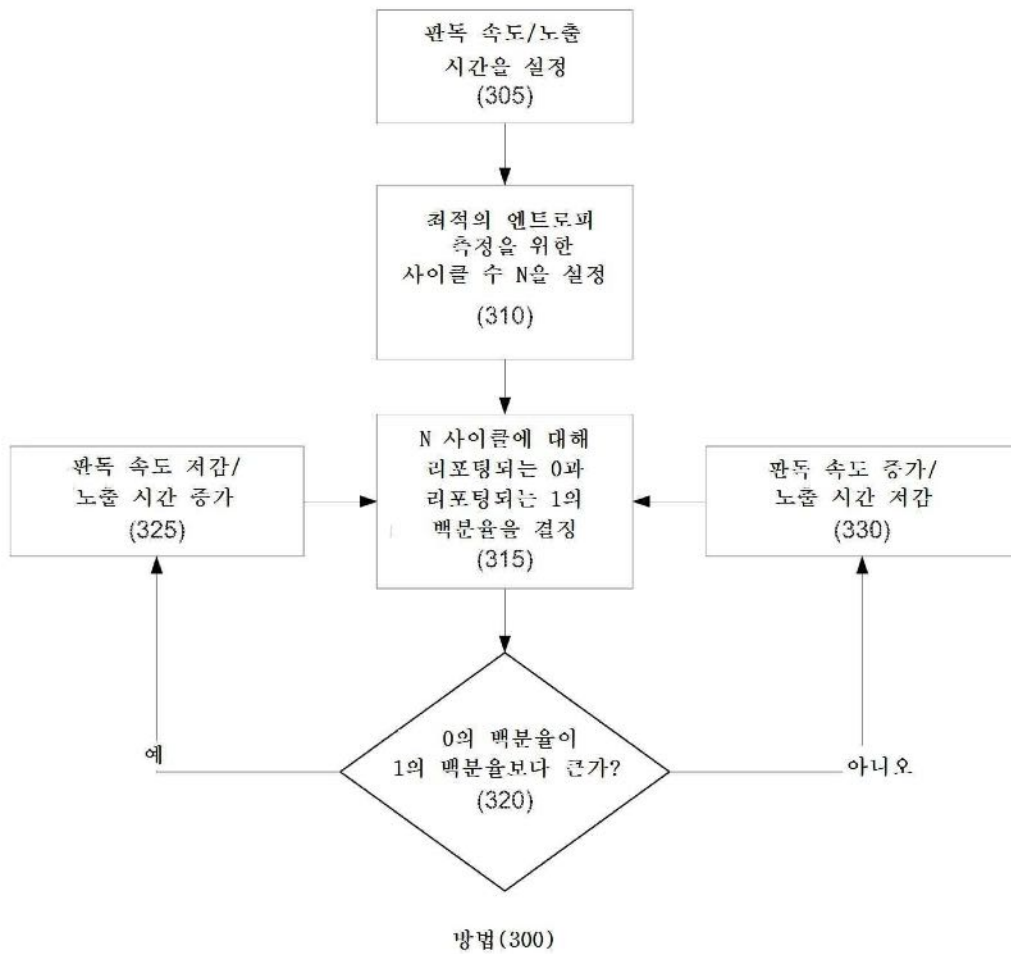 판독 속도/노출
시간을 설정
(305)
최적의 엔트로피
측정을 위한
사이클 수 N을 설정
(310)
N 사이클에 대해
리포팅되는 0과
리포팅되는 1의
백분율을 결정
(315)
판독 속도 저감/
노출 시간 증가
(325)
판독 속도 증가/
노출 시간 저감
(330)
0의 백분율이
1의 백분율보다 큰가?
(320)
예
아니오
방법(300)